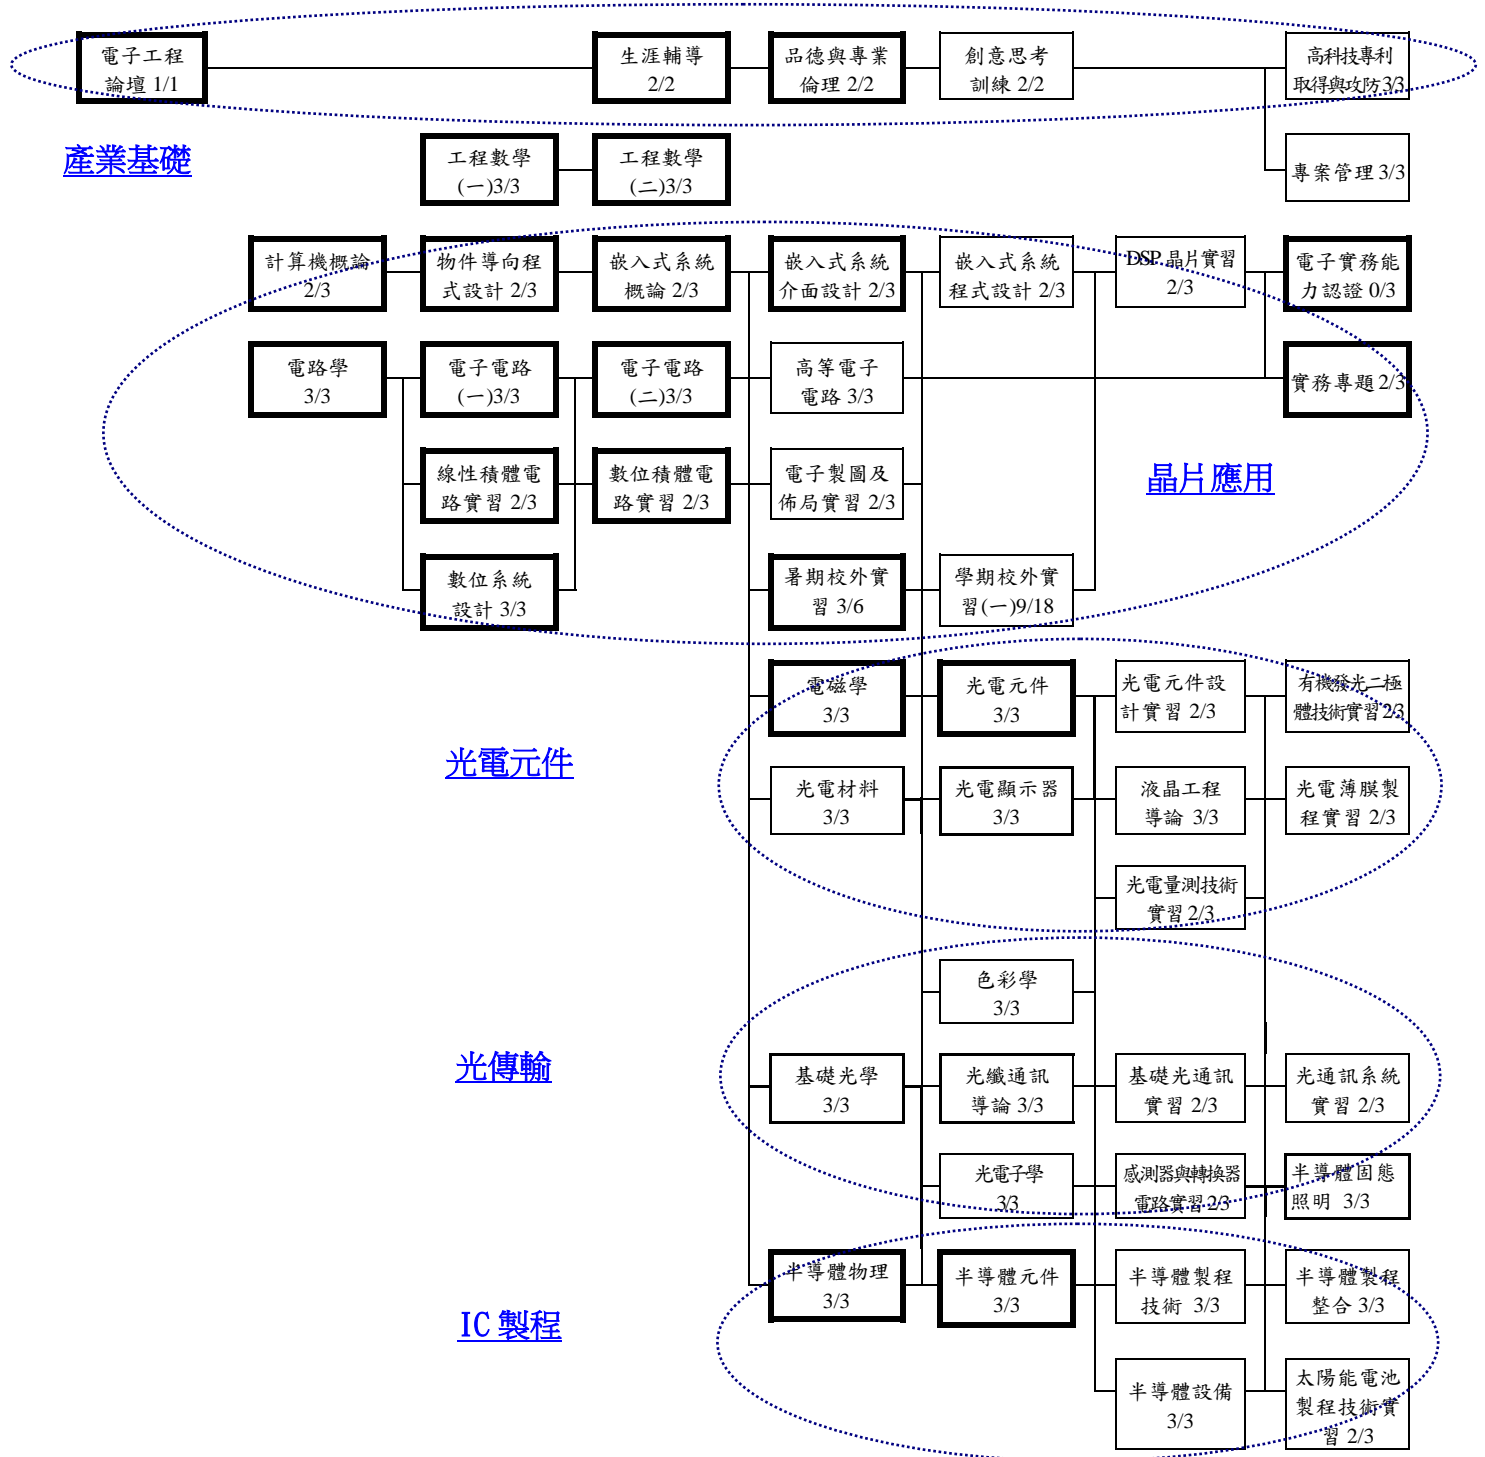 電子工程
論壇 1/1
生涯輔導
2/2
品德與專業
倫理 2/2
創意思考
訓練 2/2
高科技專利
取得與攻防3/3
產業基礎
工程數學
(一)3/3
工程數學
(二)3/3
專案管理 3/3
計算機概論
2/3
物件導向程
式設計 2/3
嵌入式系統
概論 2/3
嵌入式系統
介面設計 2/3
嵌入式系統
程式設計 2/3
DSP 晶片實習
2/3
電子實務能
力認證 0/3
電路學
3/3
電子電路
(一)3/3
電子電路
(二)3/3
高等電子
電路 3/3
實務專題 2/3
線性積體電
路實習 2/3
數位積體電
路實習 2/3
電子製圖及
佈局實習 2/3
晶片應用
數位系統
設計 3/3
暑期校外實
習 3/6
學期校外實
習(一)9/18
電磁學
3/3
光電元件
3/3
光電元件設
計實習 2/3
有機發光二極
體技術實習 2/3
光電元件
光電材料
3/3
光電顯示器
3/3
液晶工程
導論 3/3
光電薄膜製
程實習 2/3
光電量測技術
實習 2/3
色彩學
3/3
光傳輸
基礎光學
3/3
光纖通訊
導論 3/3
基礎光通訊
實習 2/3
光通訊系統
實習 2/3
光電子學
3/3
感測器與轉換器
電路實習 2/3
半導體固態
照明 3/3
半導體物理
3/3
半導體元件
3/3
半導體製程
技術 3/3
半導體製程
整合 3/3
IC 製程
半導體設備
3/3
太陽能電池
製程技術實
習 2/3